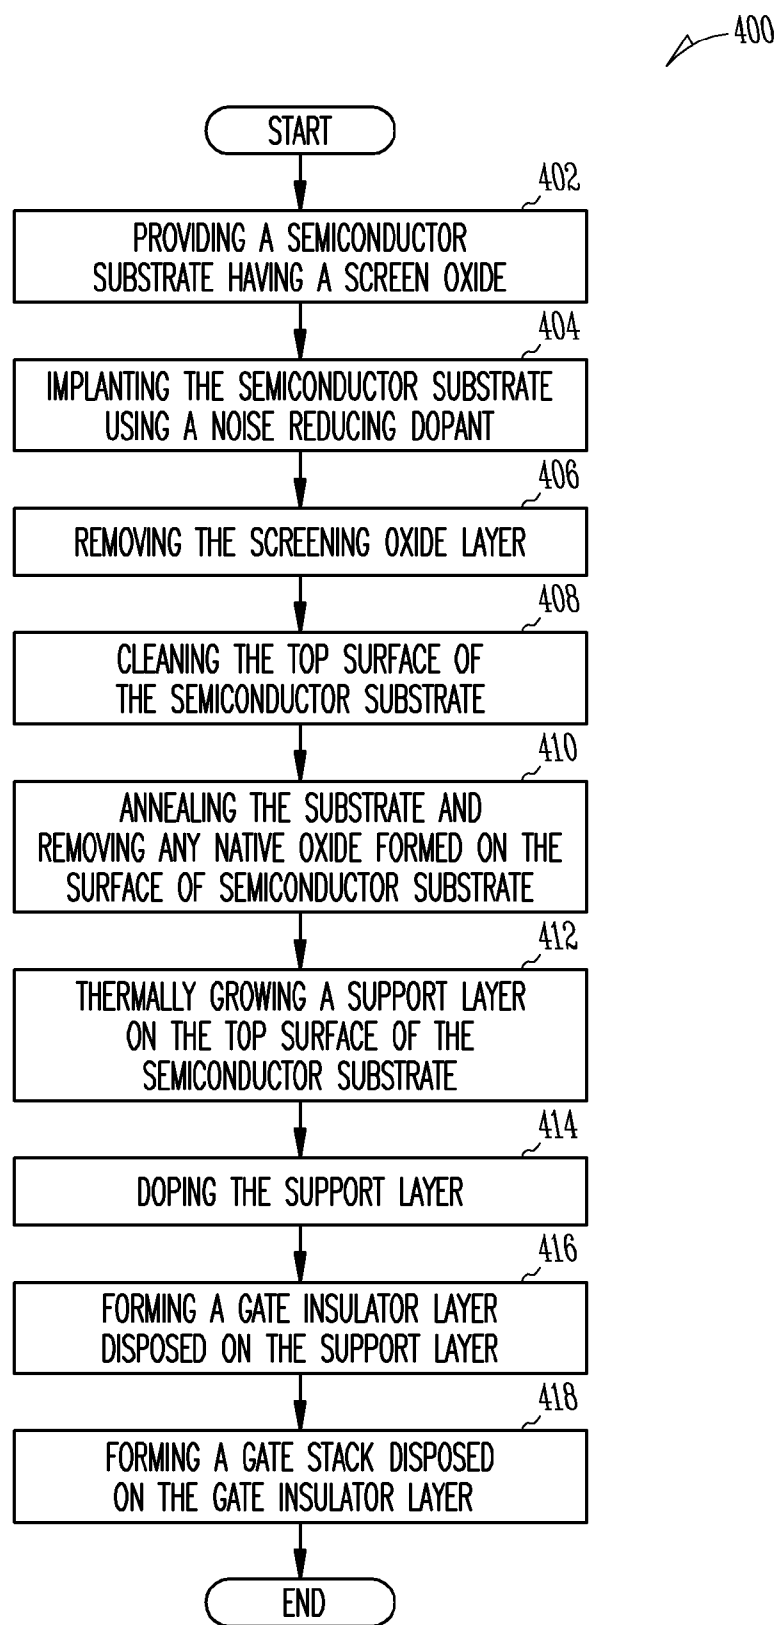 400
START
402
PROVIDING A SEMICONDUCTOR
SUBSTRATE HAVING A SCREEN OXIDE
404
IMPLANTING THE SEMICONDUCTOR SUBSTRATE
USING A NOISE REDUCING DOPANT
406
REMOVING THE SCREENING OXIDE LAYER
408
CLEANING THE TOP SURFACE OF
THE SEMICONDUCTOR SUBSTRATE
410
ANNEALING THE SUBSTRATE AND
REMOVING ANY NATIVE OXIDE FORMED ON THE
SURFACE OF SEMICONDUCTOR SUBSTRATE
412
THERMALLY GROWING A SUPPORT LAYER
ON THE TOP SURFACE OF THE
SEMICONDUCTOR SUBSTRATE
414
DOPING THE SUPPORT LAYER
416
FORMING A GATE INSULATOR LAYER
DISPOSED ON THE SUPPORT LAYER
418
FORMING A GATE STACK DISPOSED
ON THE GATE INSULATOR LAYER
END